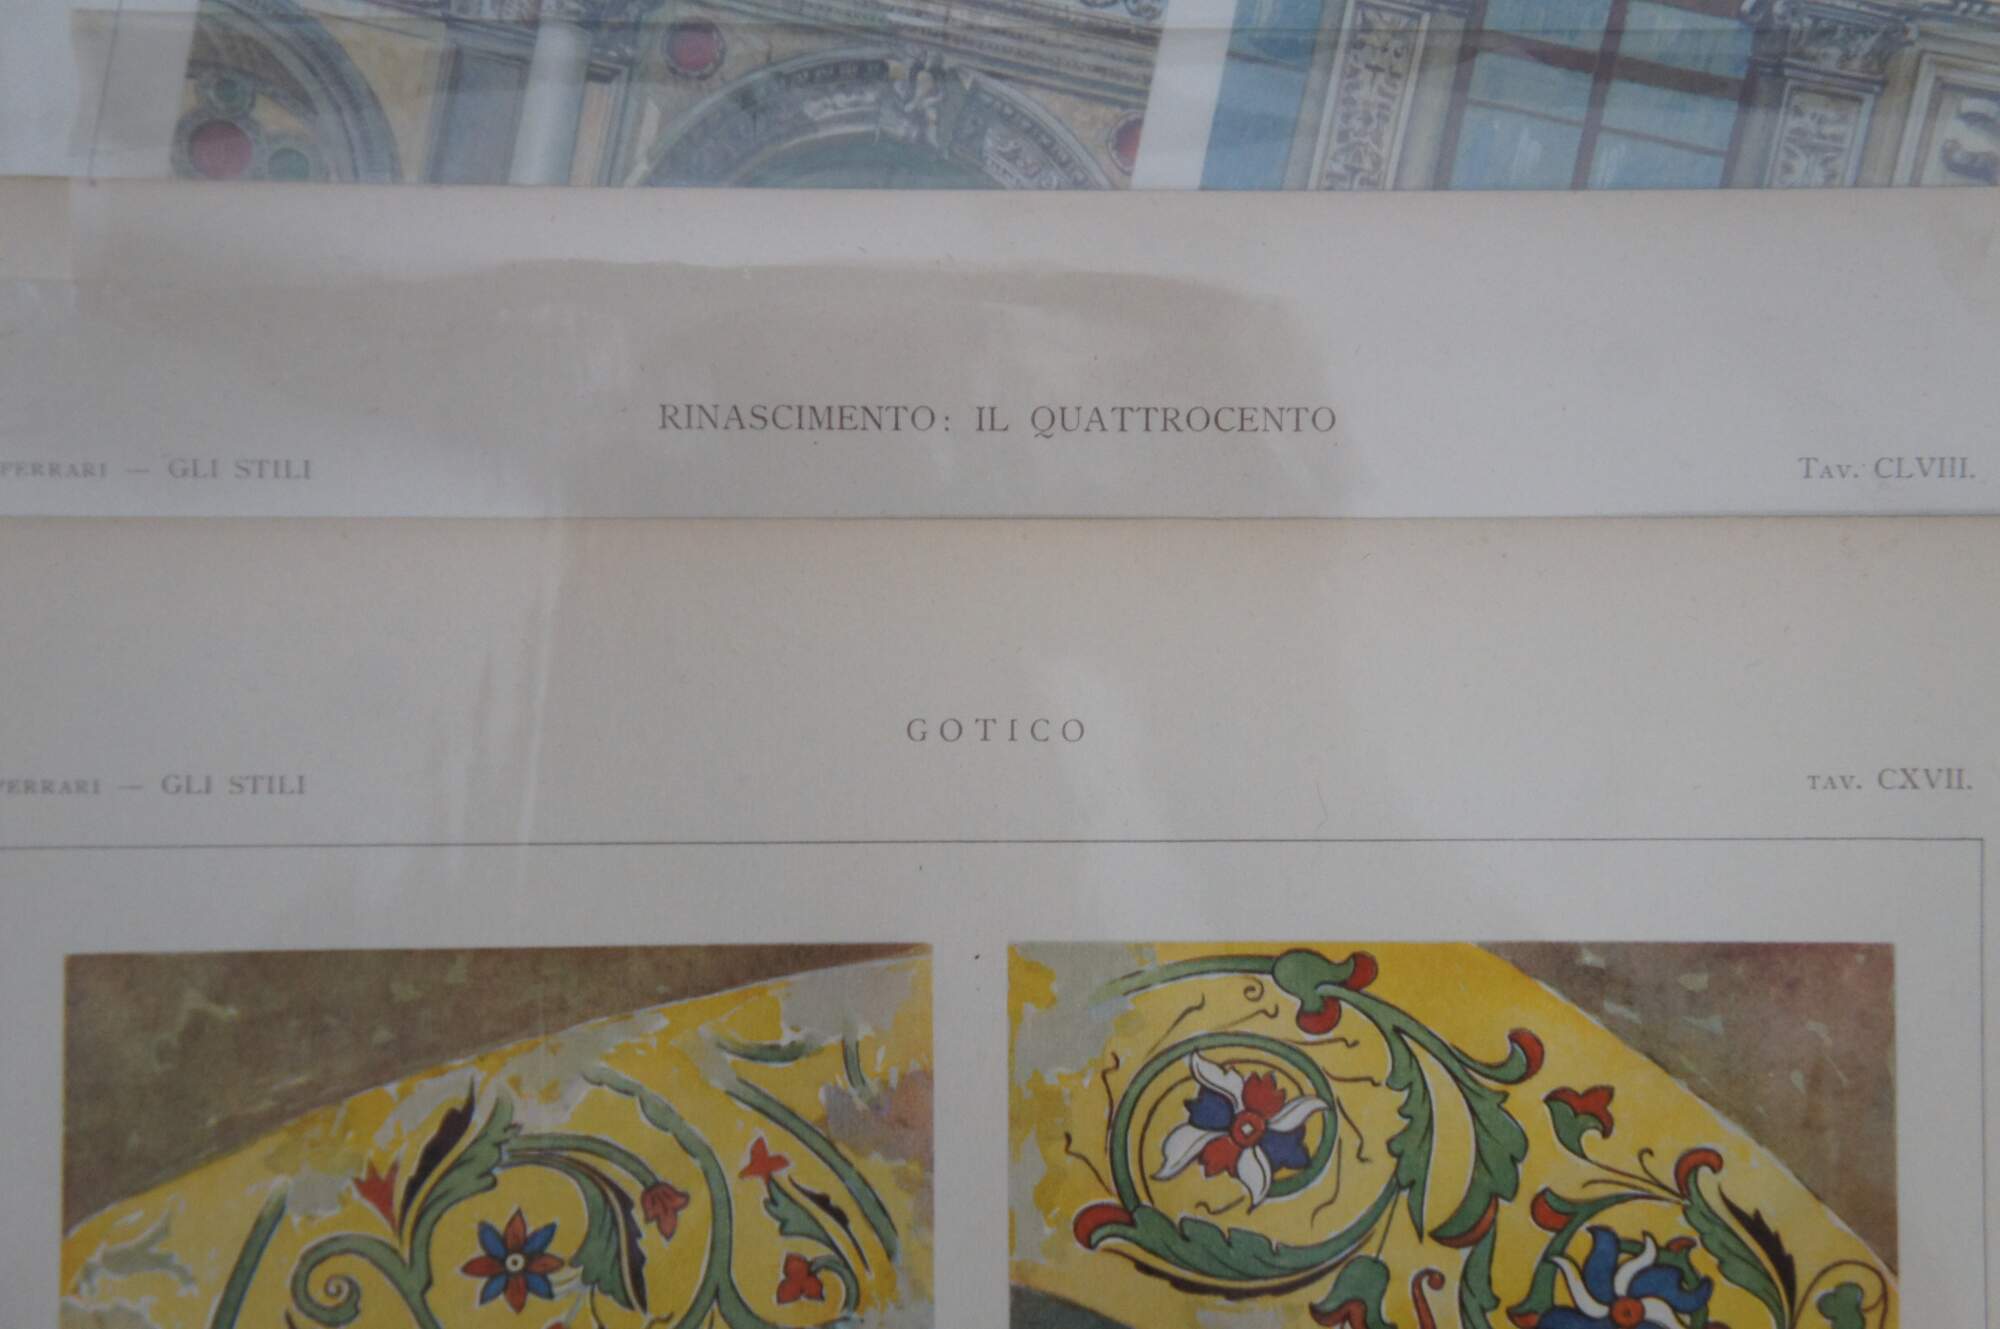 RINASCIMENTO: IL QUATTROCENTO
FERRARI — GLI STILI
TAV. CLVIII.
GOTICO
FERRARI — GLI STILI
TAV. CXVII.